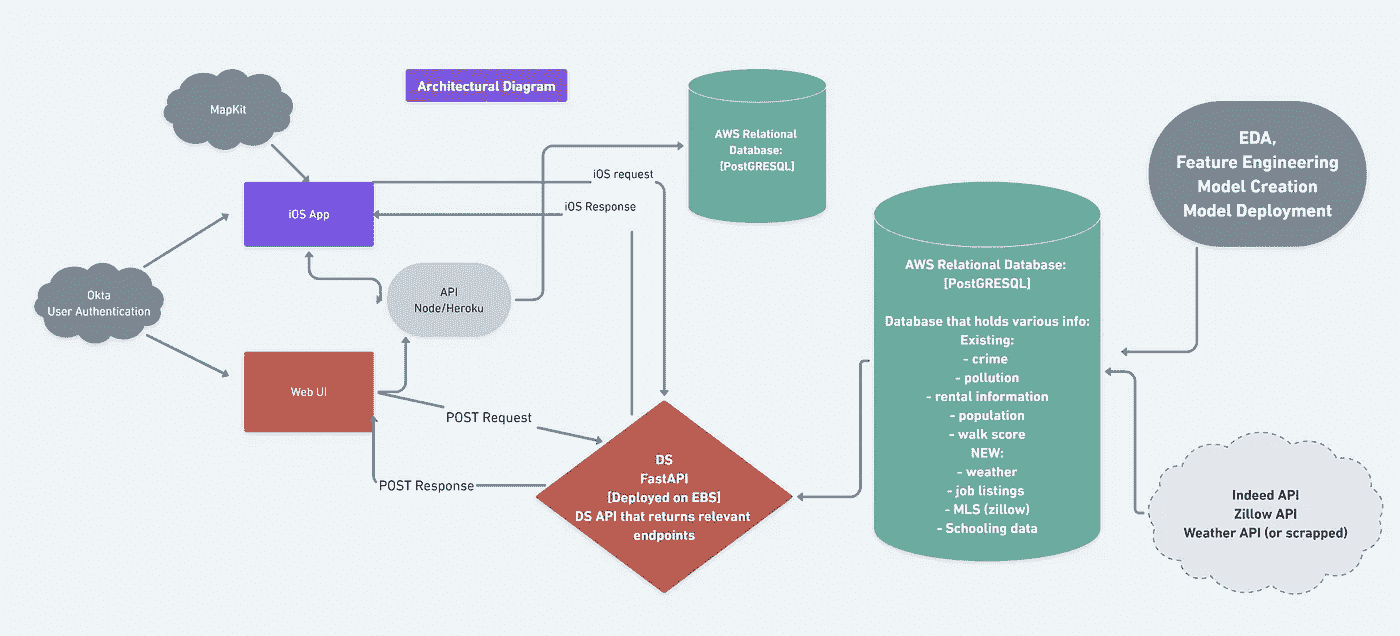 Architectural Diagram
MapKit
AWS Relational
Database:
[PostGRESQL]
EDA,
Feature Engineering
Model Creation
Model Deployment
iOS request
iOS App
iOS Response
Okta
User Authentication
API
Node/Heroku
AWS Relational Database:
[PostGRESQL]
Database that holds various info:
Existing:
- crime
- pollution
- rental information
- population
- walk score
NEW:
- weather
- job listings
- MLS (zillow)
- Schooling data
Web UI
POST Request
POST Response
DS
FastAPI
[Deployed on EBS]
DS API that returns relevant
endpoints
Indeed API
Zillow API
Weather API (or scrapped)